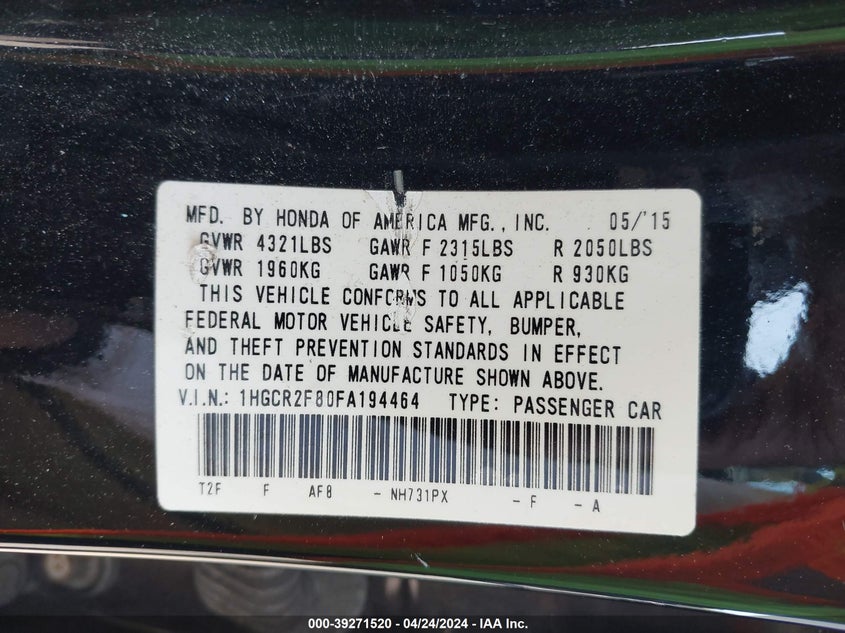 MFD. BY HONDA OF AMERICA MFG., INC. 05/'15
GVWR 4321LBS GAWR F 2315LBS R 2050LBS
GVWR 1960KG GAWR F 1050KG R 930KG
THIS VEHICLE CONFORMS TO ALL APPLICABLE
FEDERAL MOTOR VEHICLE SAFETY, BUMPER,
AND THEFT PREVENTION STANDARDS IN EFFECT
ON THE DATE OF MANUFACTURE SHOWN ABOVE.
V.I.N.: 1HGCR2F80FA194464 TYPE: PASSENGER CAR
T2F F AF8 - NH731PX - F - A
000-39271520 / 04/24/2024 - IAA Inc.